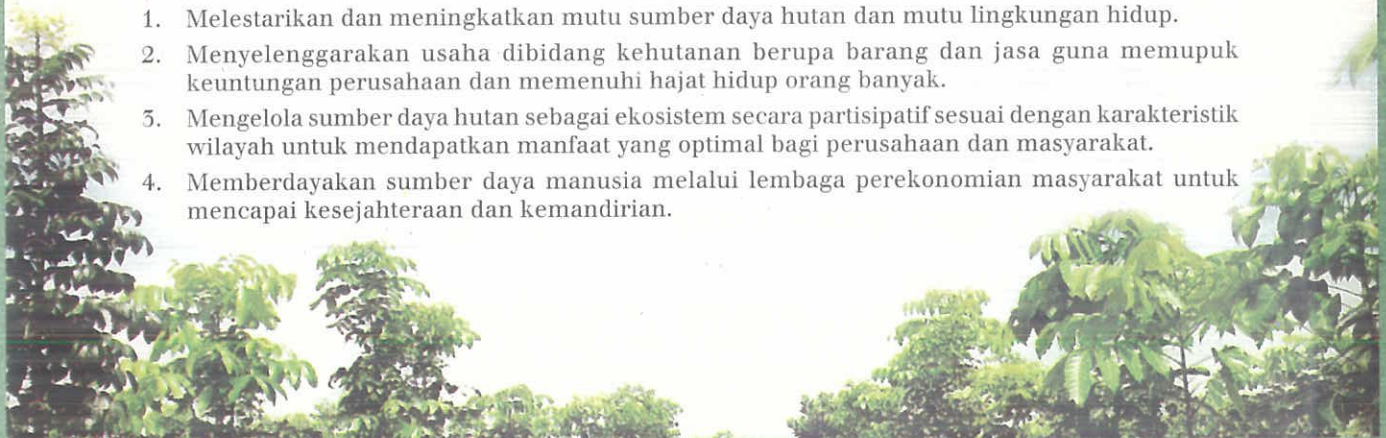 1. Melestarikan dan meningkatkan mutu sumber daya hutan dan mutu lingkungan hidup.
2. Menyelenggarakan usaha dibidang kehutanan berupa barang dan jasa guna memupuk
keuntungan perusahaan dan memenuhi hajat hidup orang banyak.
3. Mengelola sumber daya hutan sebagai ekosistem secara partisipatif sesuai dengan karakteristik
wilayah untuk mendapatkan manfaat yang optimal bagi perusahaan dan masyarakat.
4. Memberdayakan sumber daya manusia melalui lembaga perekonomian masyarakat untuk
mencapai kesejahteraan dan kemandirian.